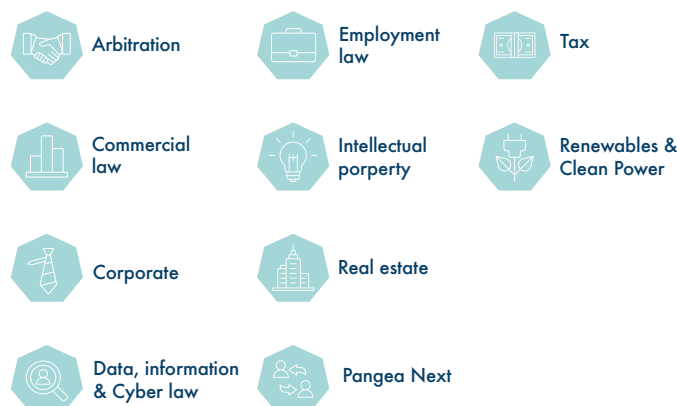 Arbitration
Employment
law
Tax
Commercial
law
Intellectual
porperty
Renewables &
Clean Power
Corporate
Real estate
Data, information
& Cyber law
Pangea Next